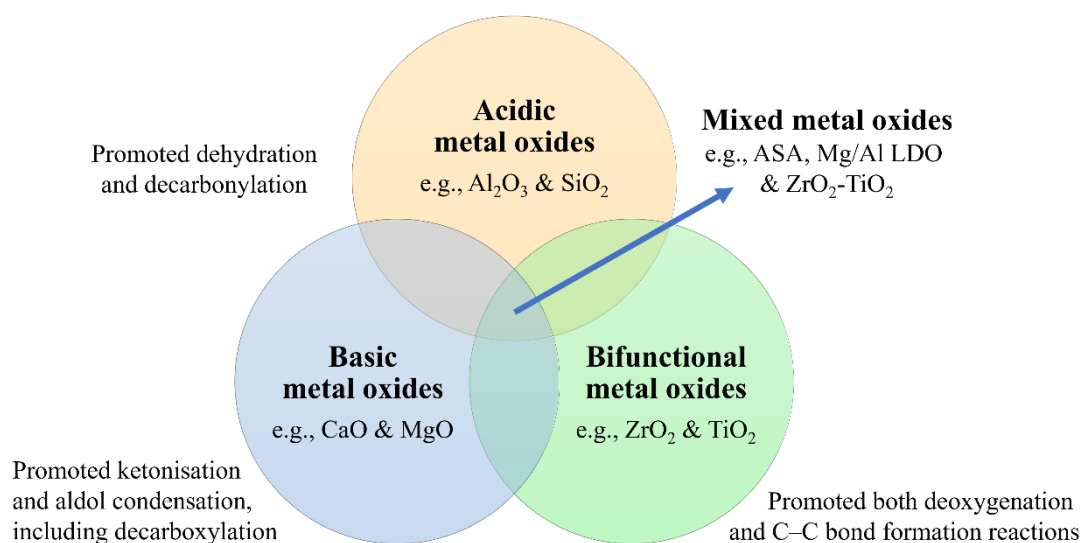 Acidic
metal oxides
e.g., Al₂O₃ & SiO₂
Mixed metal oxides
e.g., ASA, Mg/Al LDO
& ZrO₂-TiO₂
Promoted dehydration
and decarbonylation
Basic
metal oxides
e.g., CaO & MgO
Bifunctional
metal oxides
e.g., ZrO₂ & TiO₂
Promoted ketonisation
and aldol condensation,
including decarboxylation
Promoted both deoxygenation
and C–C bond formation reactions